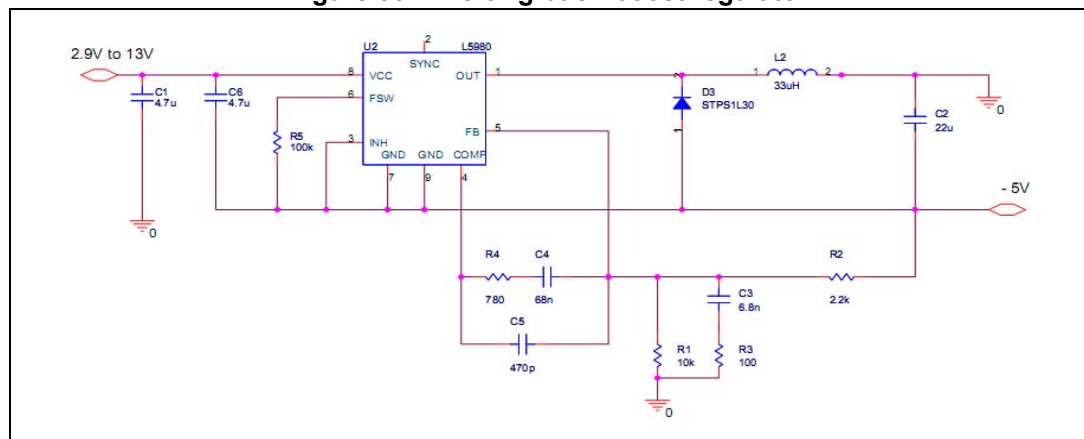 2.9V to 13V
C1
4.7u
0
C6
4.7u
R5
100k
U2
L5980
2
SYNC
8
VCC
OUT
1
6
FSW
FB
5
3
INH
GND
GND
COMP
7
9
4
2
D3
STPS1L30
1
L2
1
2
33uH
0
C2
22u
- 5V
R4
780
C4
68n
C5
470p
R2
2.2k
C3
6.8n
R1
10k
R3
100
0